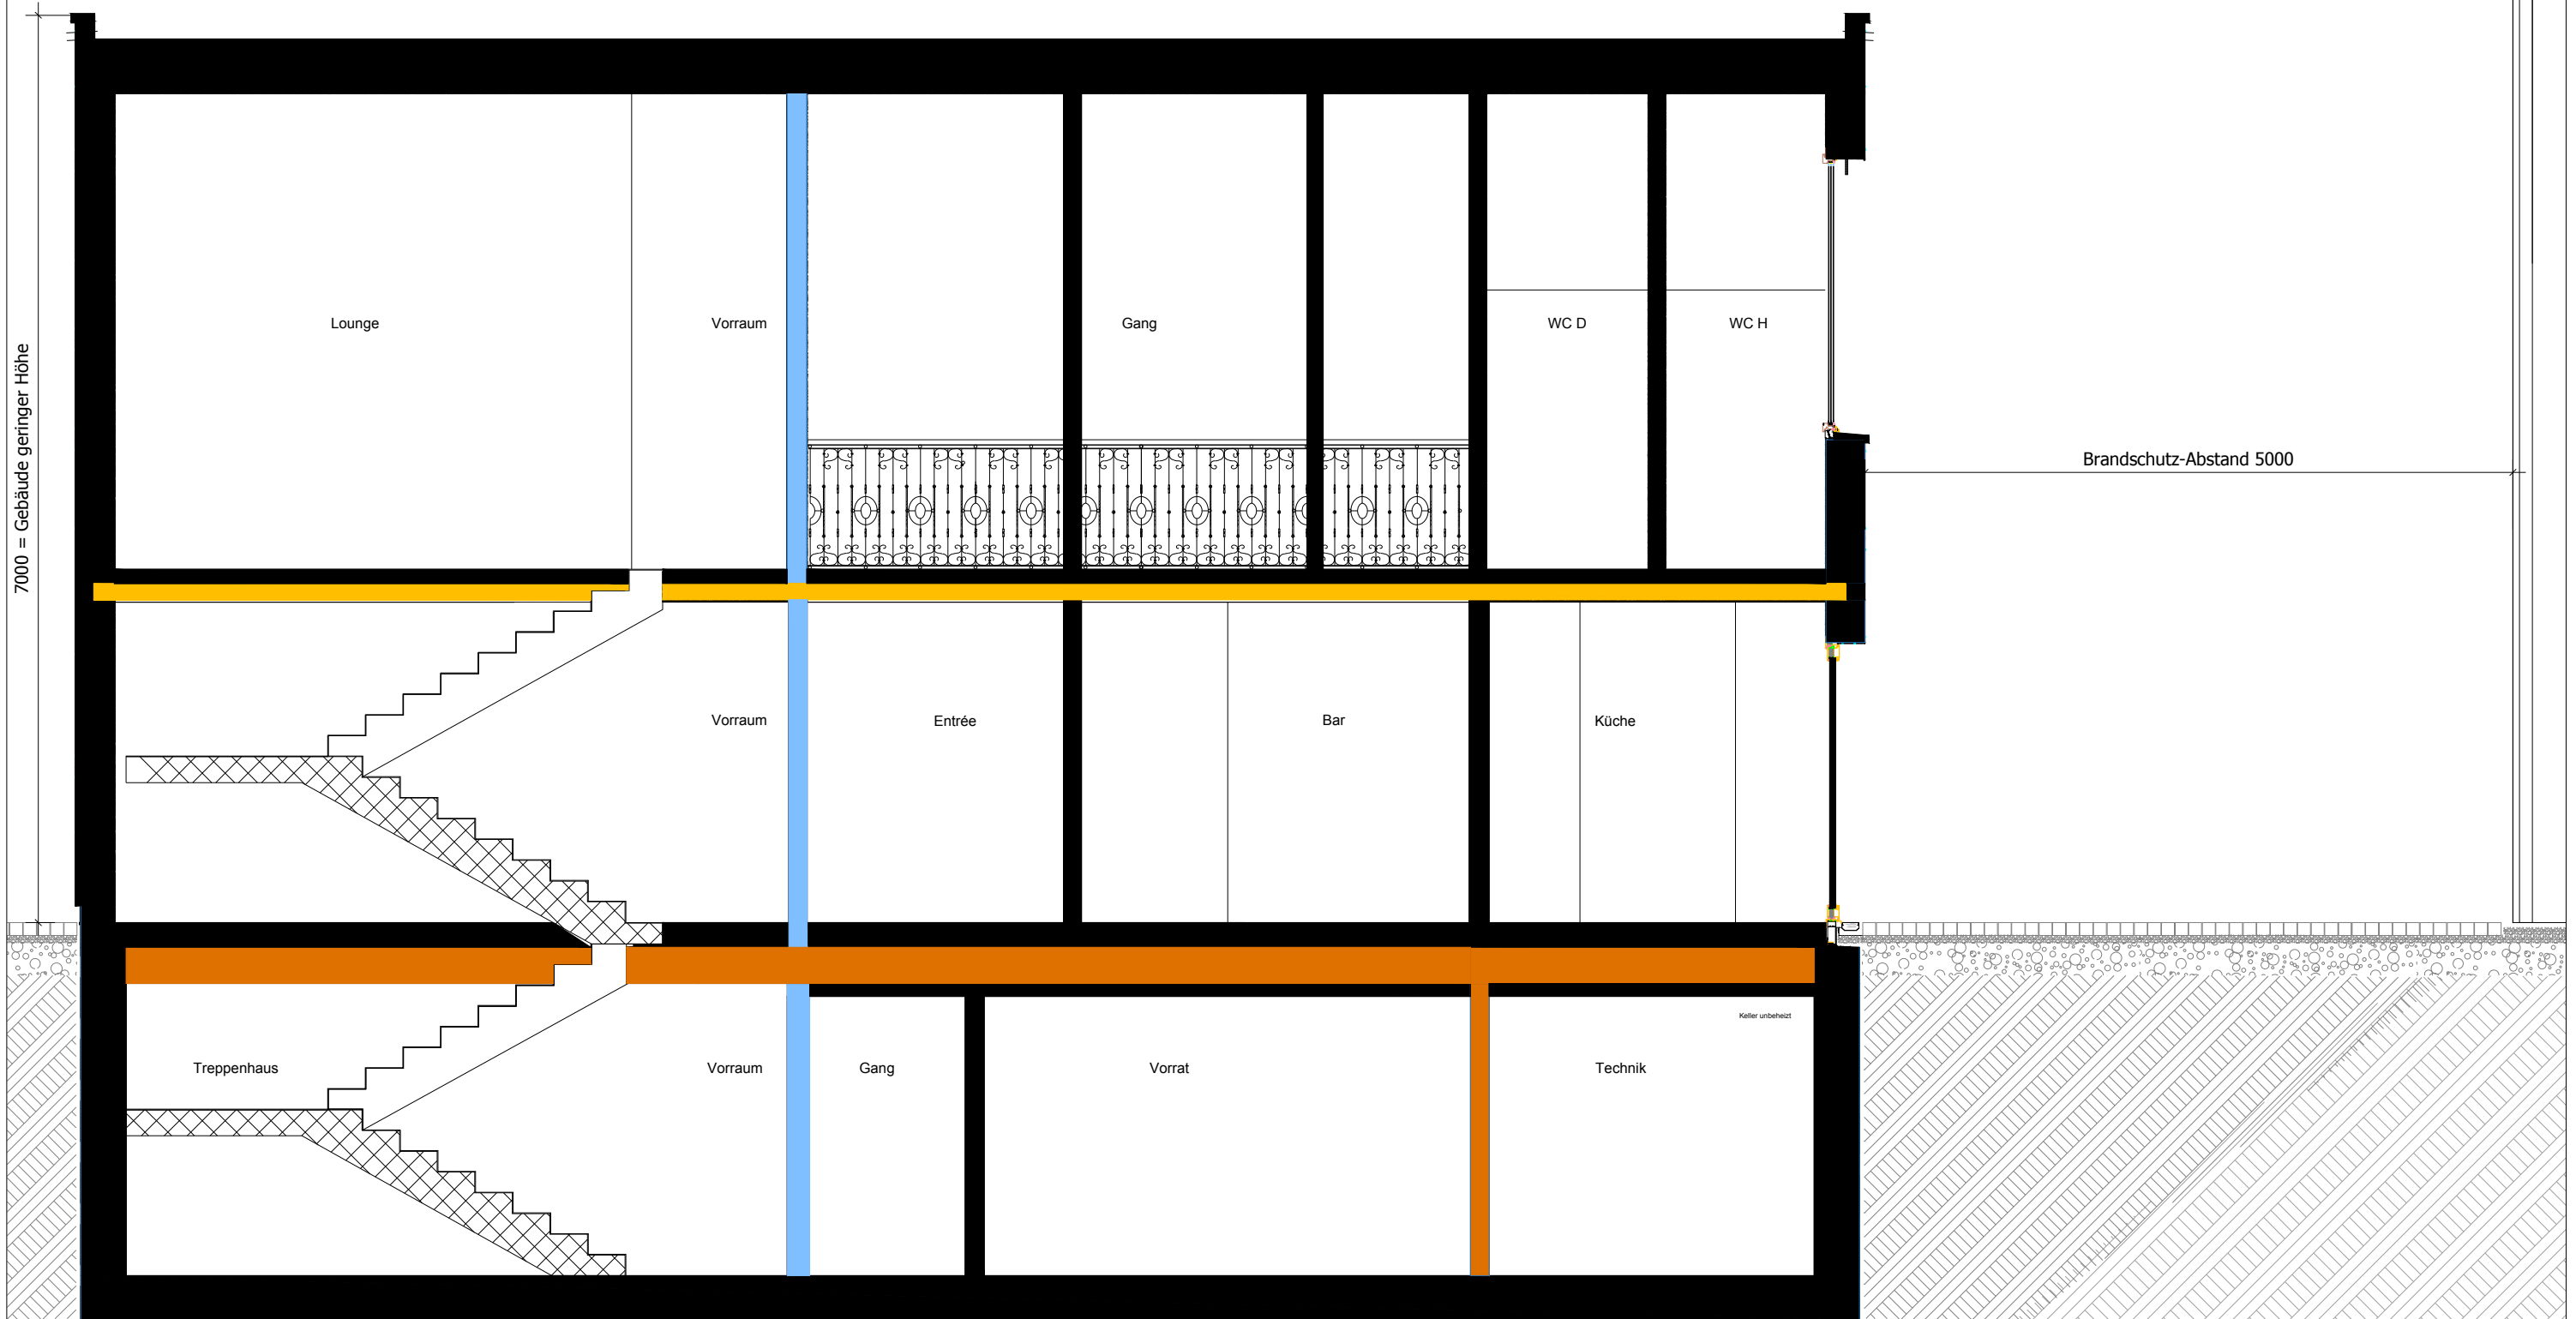 7000 = Gebäude geringer Höhe
Lounge
Vorraum
Gang
WC D
WC H
Brandschutz-Abstand 5000
Vorraum
Entrée
Bar
Küche
Keller unbeheizt
Treppenhaus
Vorraum
Gang
Vorrat
Technik